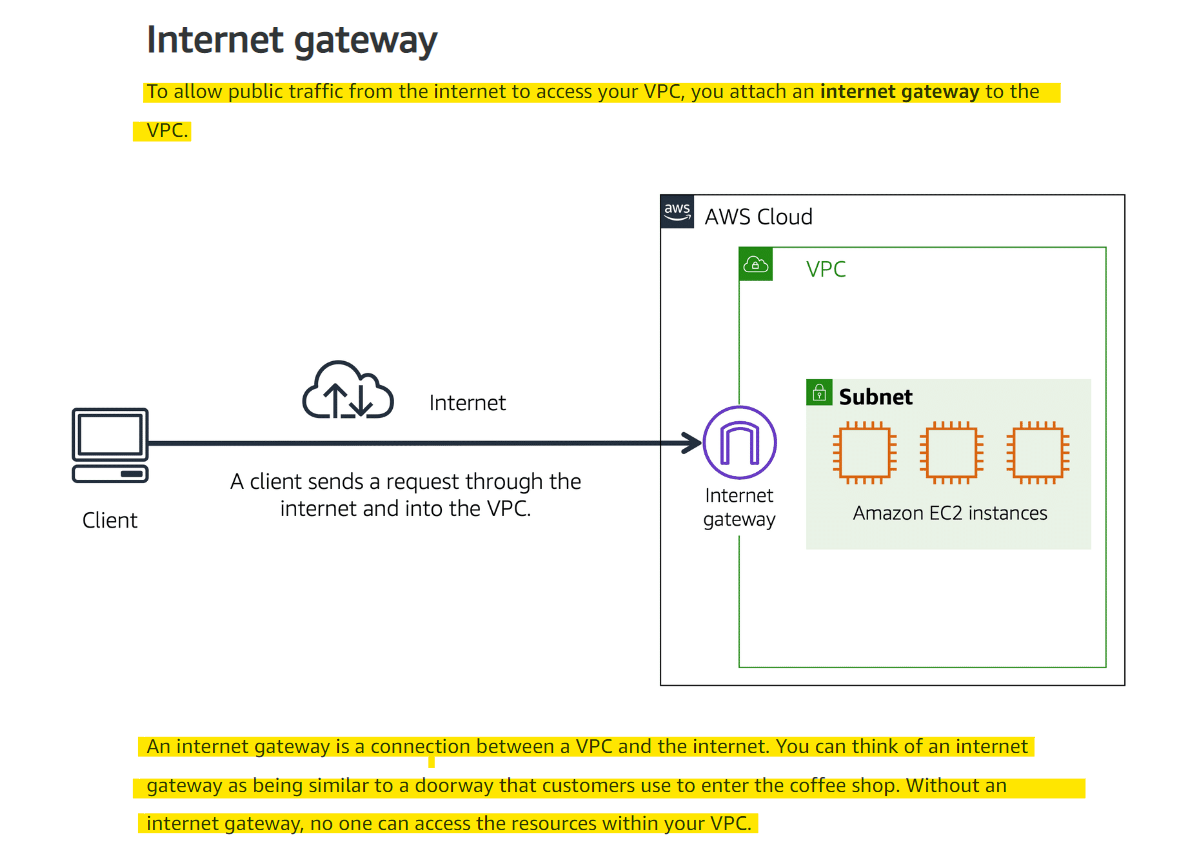 Internet gateway
To allow public traffic from the internet to access your VPC, you attach an internet gateway to the
VPC.
aws
AWS Cloud
VPC
Internet
Subnet
A client sends a request through the
internet and into the VPC.
Client
Internet
gateway
Amazon EC2 instances
An internet gateway is a connection between a VPC and the internet. You can think of an internet
gateway as being similar to a doorway that customers use to enter the coffee shop. Without an
internet gateway, no one can access the resources within your VPC.